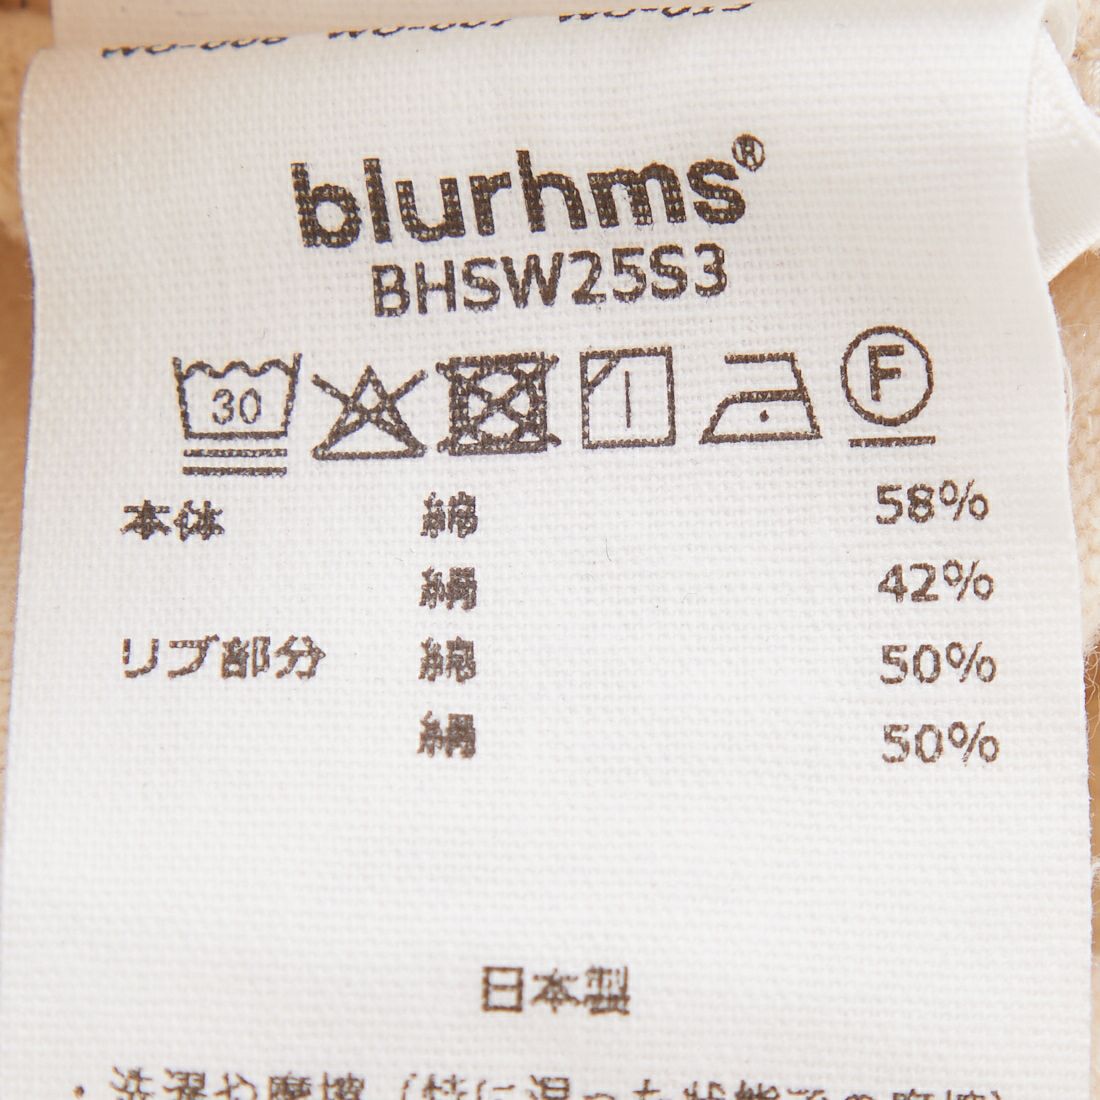 blurhms®
BHSW25S3
30 F
本体 綿 58%
絹 42%
リブ部分 綿 50%
絹 50%
日本製